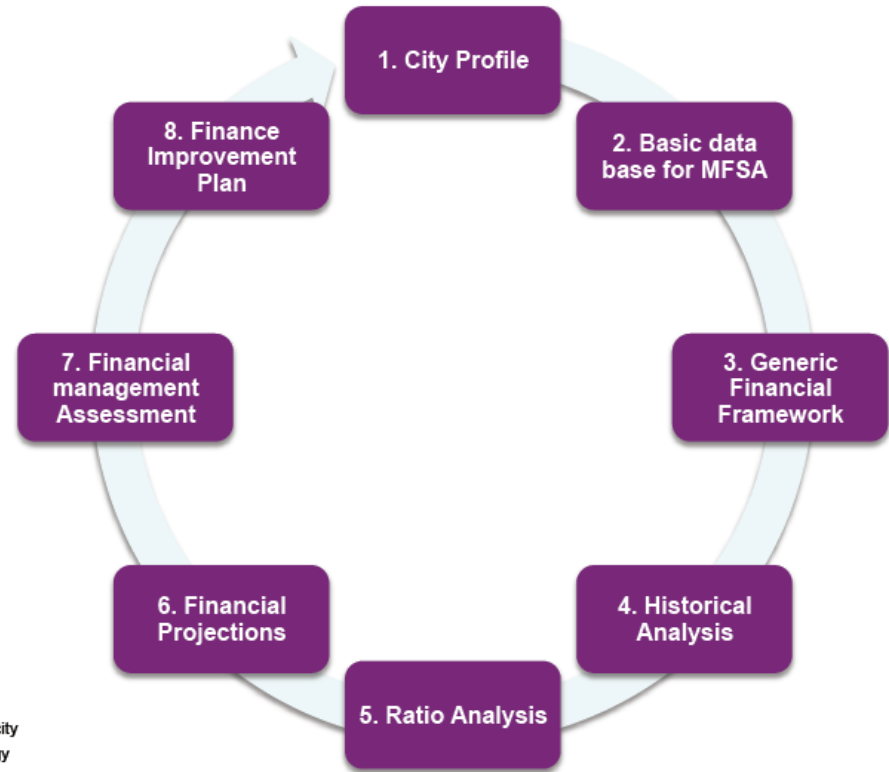 1. City Profile
2. Basic data
base for MFSA
3. Generic
Financial
Framework
4. Historical
Analysis
5. Ratio Analysis
6. Financial
Projections
7. Financial
management
Assessment
8. Finance
Improvement
Plan